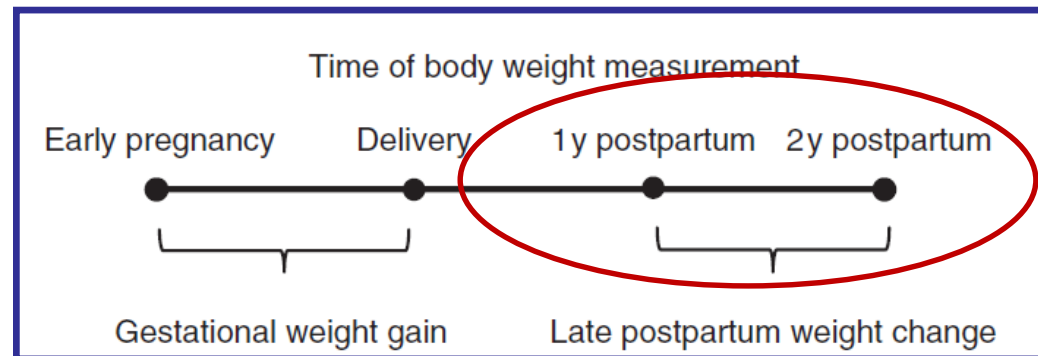 Time of body weight measurement
Early pregnancy Delivery 1y postpartum 2y postpartum
Gestational weight gain Late postpartum weight change